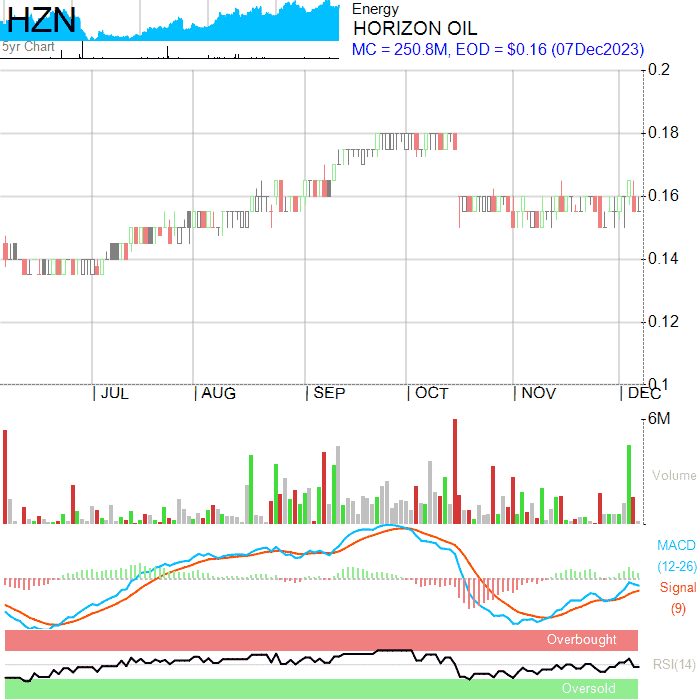 HZN
5yr Chart
Energy
HORIZON OIL
MC = 250.8M, EOD = $0.16 (07Dec2023)
0.2
0.18
0.16
0.14
0.12
0.1
JUL AUG SEP OCT NOV DEC
6M
Volume
MACD
(12-26)
Signal
(9)
Overbought
RSI(14)
Oversold